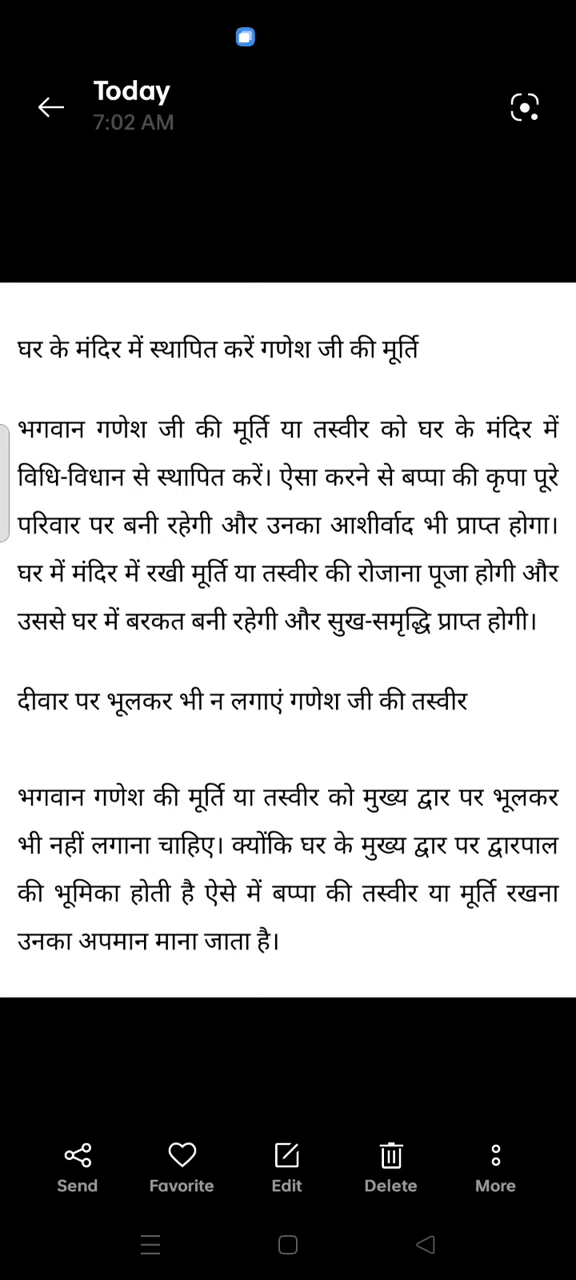 Today
7:02 AM
घर के मंदिर में स्थापित करें गणेश जी की मूर्ति
भगवान गणेश जी की मूर्ति या तस्वीर को घर के मंदिर में
विधि-विधान से स्थापित करें। ऐसा करने से बप्पा की कृपा पूरे
परिवार पर बनी रहेगी और उनका आशीर्वाद भी प्राप्त होगा।
घर में मंदिर में रखी मूर्ति या तस्वीर की रोजाना पूजा होगी और
उससे घर में बरकत बनी रहेगी और सुख-समृद्धि प्राप्त होगी।
दीवार पर भूलकर भी न लगाएं गणेश जी की तस्वीर
भगवान गणेश की मूर्ति या तस्वीर को मुख्य द्वार पर भूलकर
भी नहीं लगाना चाहिए। क्योंकि घर के मुख्य द्वार पर द्वारपाल
की भूमिका होती है ऐसे में बप्पा की तस्वीर या मूर्ति रखना
उनका अपमान माना जाता है।
Send Favorite Edit Delete More